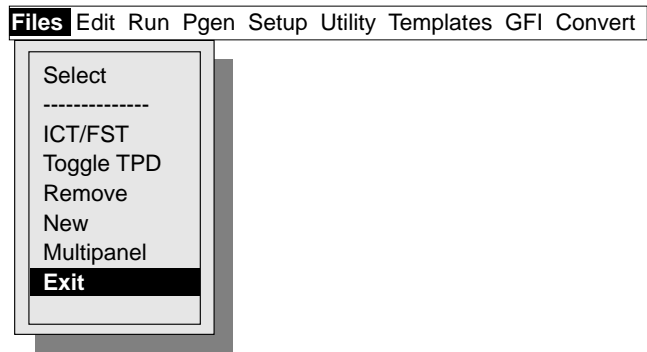 Files Edit Run Pgen Setup Utility Templates GFI Convert
Select
--------------
ICT/FST
Toggle TPD
Remove
New
Multipanel
Exit